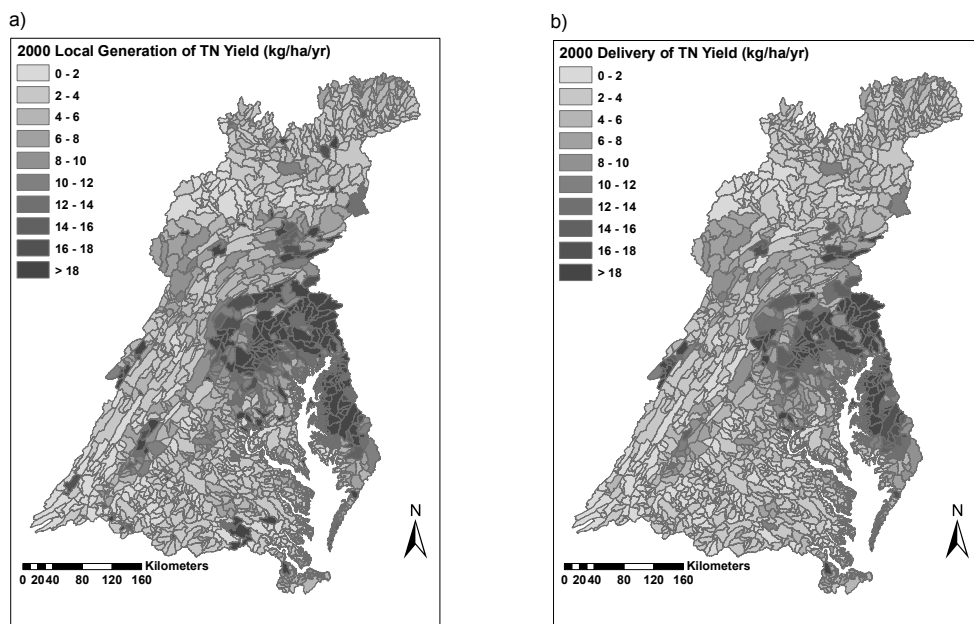 a)
2000 Local Generation of TN Yield (kg/ha/yr)
0 - 2
2 - 4
4 - 6
6 - 8
8 - 10
10 - 12
12 - 14
14 - 16
16 - 18
> 18
N
Kilometers
0 20 40 80 120 160
b)
2000 Delivery of TN Yield (kg/ha/yr)
0 - 2
2 - 4
4 - 6
6 - 8
8 - 10
10 - 12
12 - 14
14 - 16
16 - 18
> 18
N
Kilometers
0 20 40 80 120 160